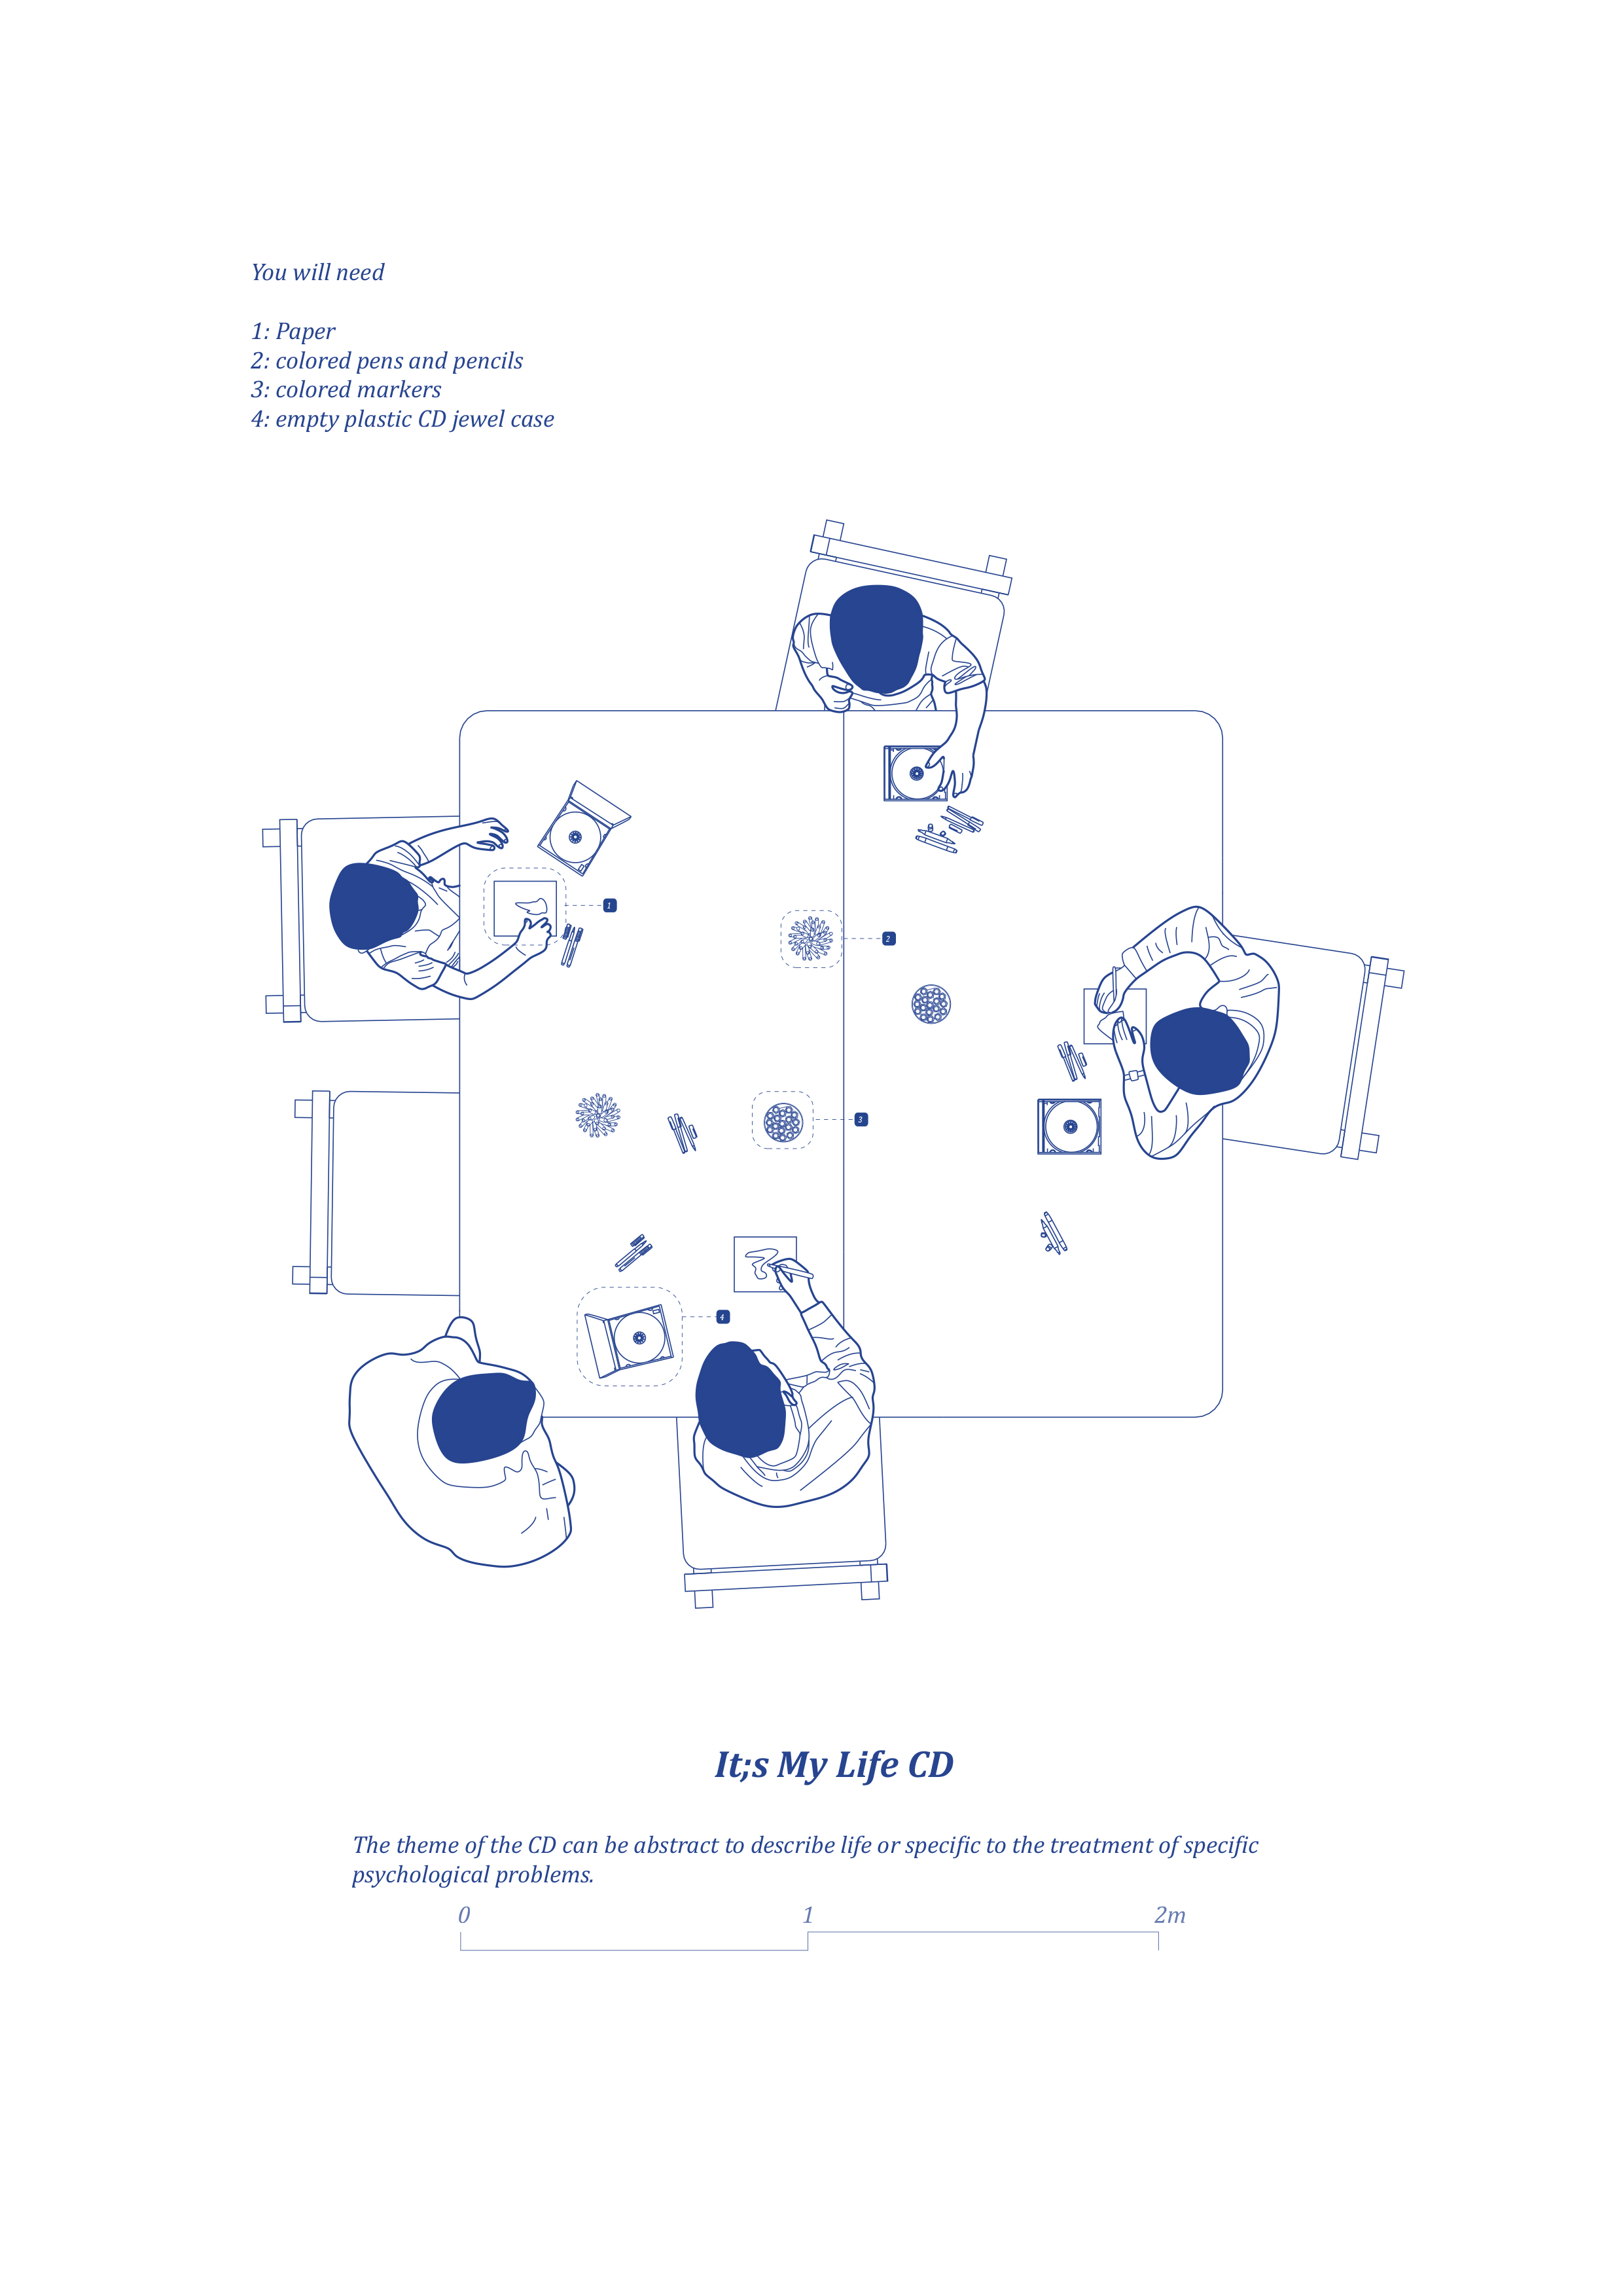 You will need
1: Paper
2: colored pens and pencils
3: colored markers
4: empty plastic CD jewel case
1
2
3
4
It;s My Life CD
The theme of the CD can be abstract to describe life or specific to the treatment of specific
psychological problems.
0 1 2m